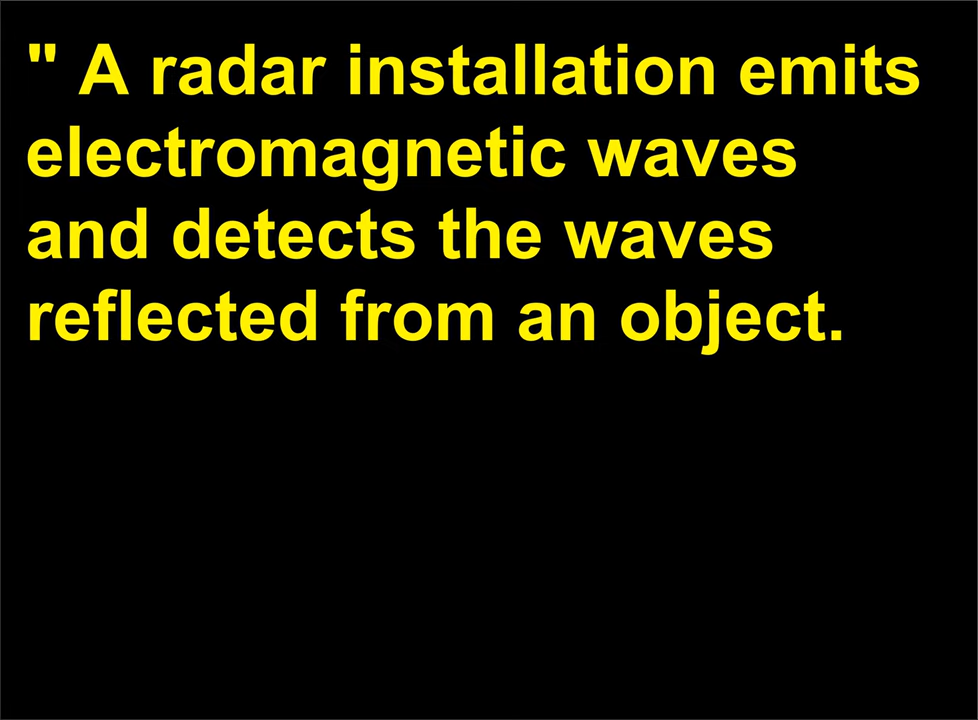 " A radar installation emits
electromagnetic waves
and detects the waves
reflected from an object.